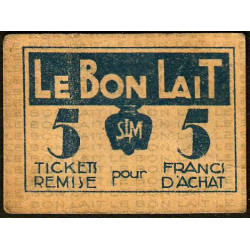 LE BON LAIT
5 SLM 5
TICKETS REMISE pour FRANCS D'ACHAT